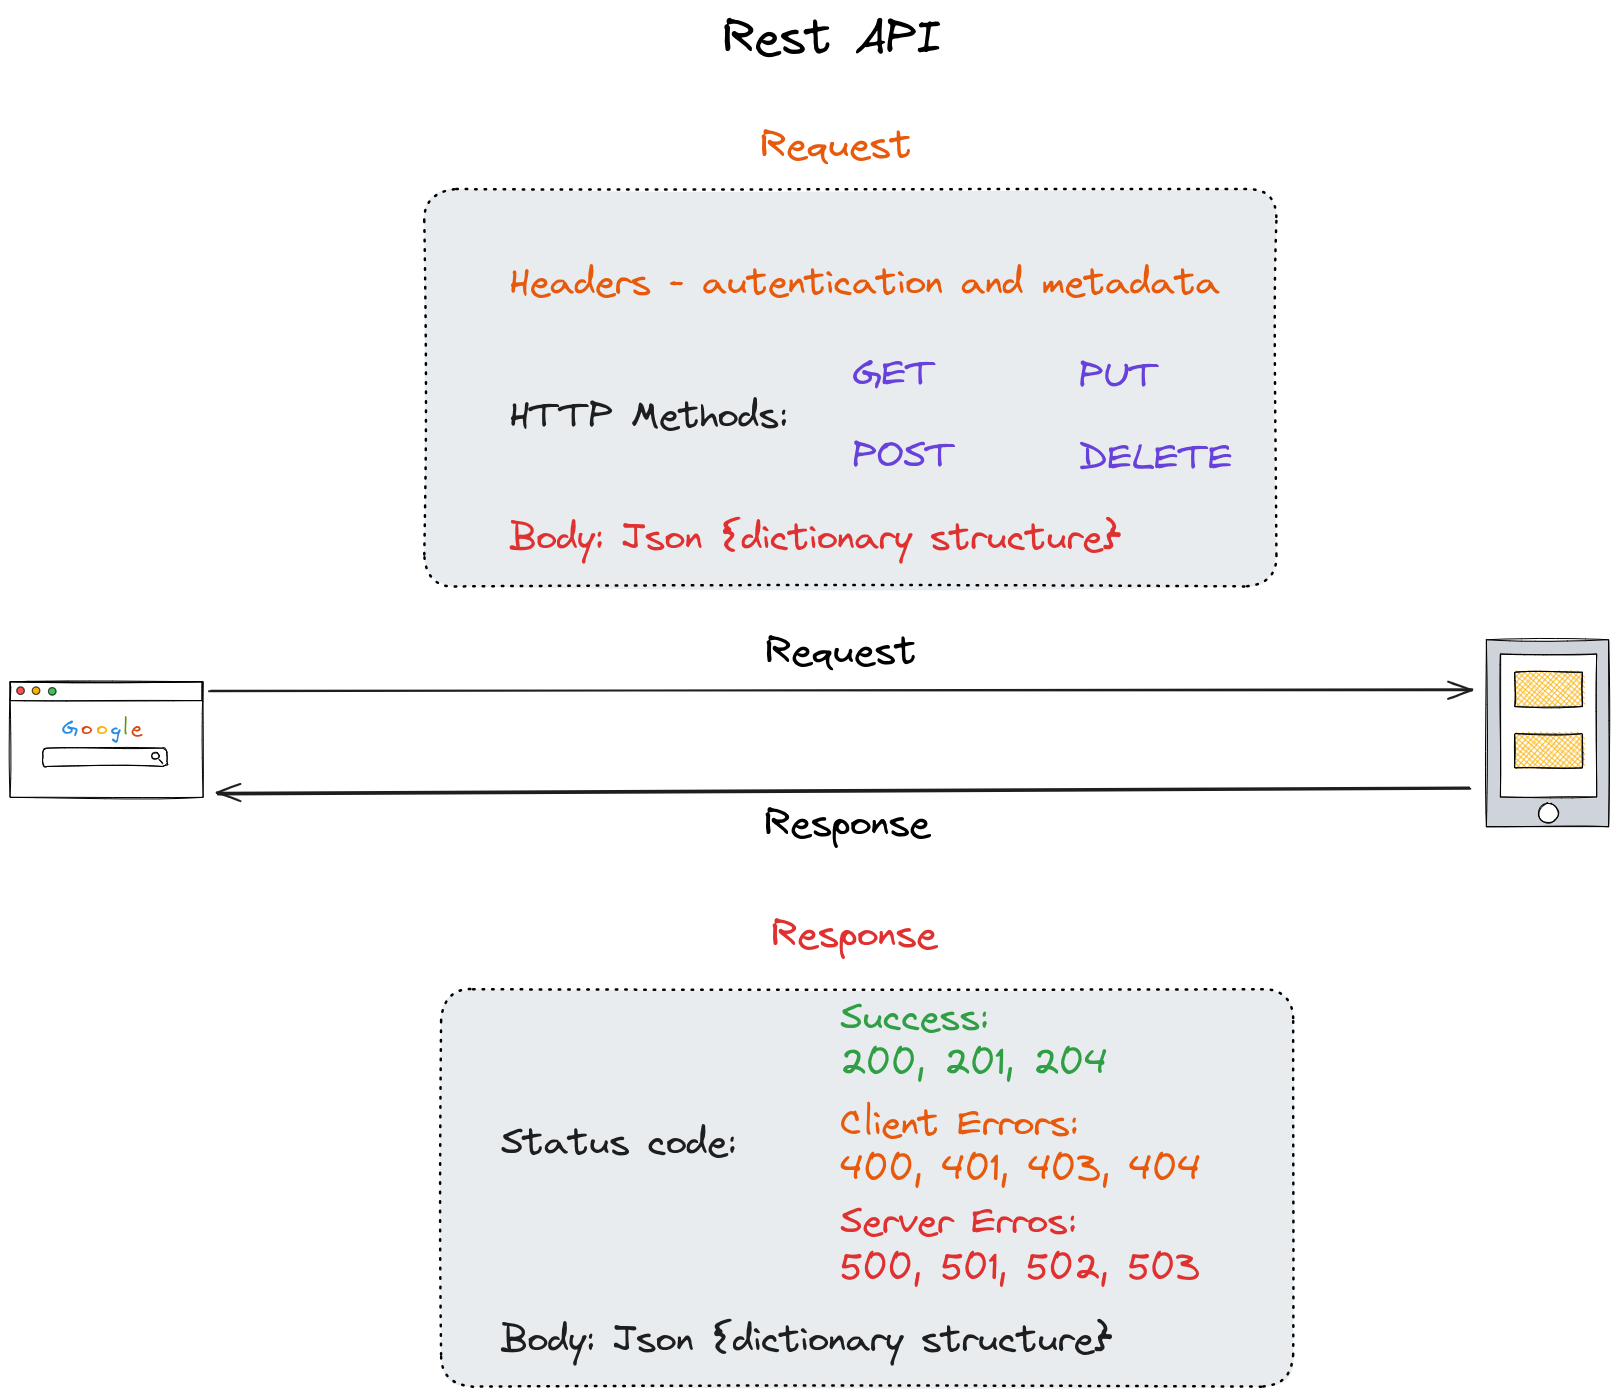 Rest API
Request
Headers - autentication and metadata
HTTP Methods:
GET
PUT
POST
DELETE
Body: Json {dictionary structure}
Request
Google
Response
Response
Status code:
Success:
200, 201, 204
Client Errors:
400, 401, 403, 404
Server Erros:
500, 501, 502, 503
Body: Json {dictionary structure}